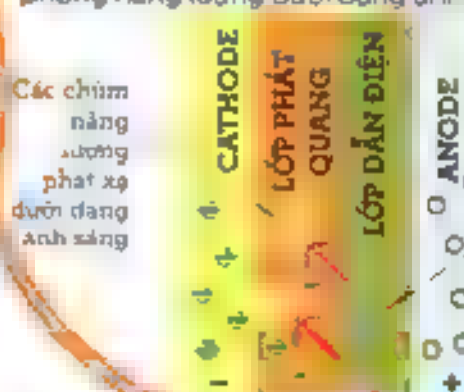 Các chùm
năng
lượng
phát xạ
dưới dạng
ánh sáng
CATHODE
LỚP PHÁT
QUANG
LỚP DẪN ĐIỆN
ANODE